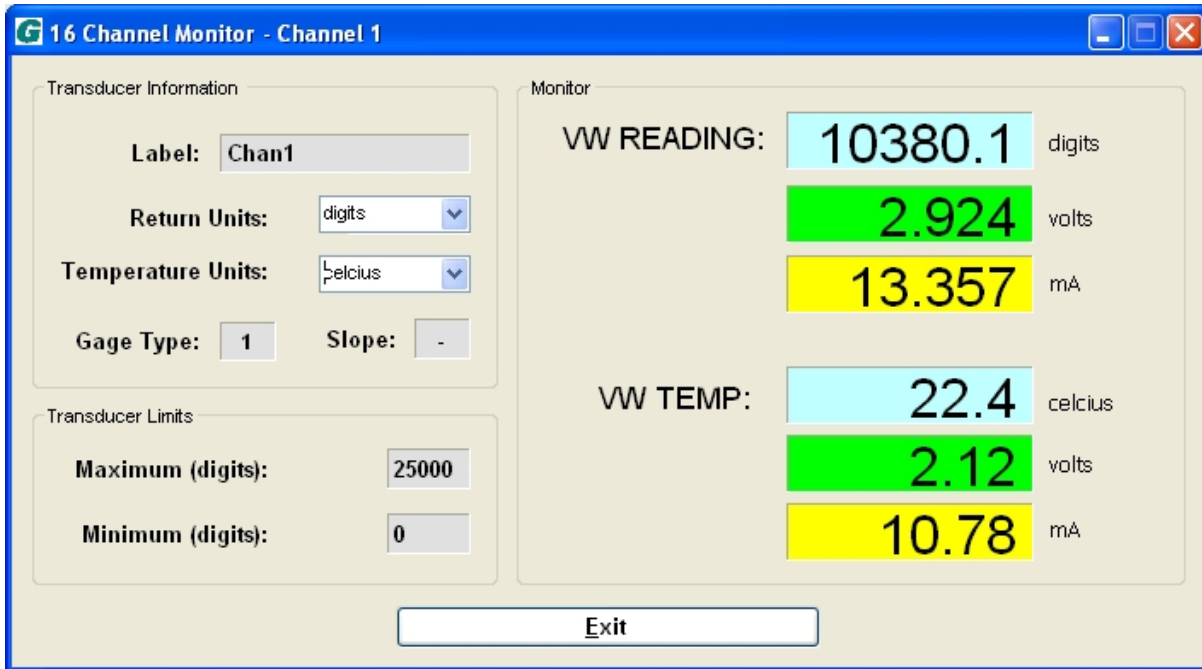 G 16 Channel Monitor - Channel 1
Transducer Information
Label: Chan1
Return Units: digits
Temperature Units: celcius
Gage Type: 1 Slope: -
Transducer Limits
Maximum (digits): 25000
Minimum (digits): 0
Monitor
VW READING: 10380.1 digits
2.924 volts
13.357 mA
VW TEMP: 22.4 celcius
2.12 volts
10.78 mA
Exit